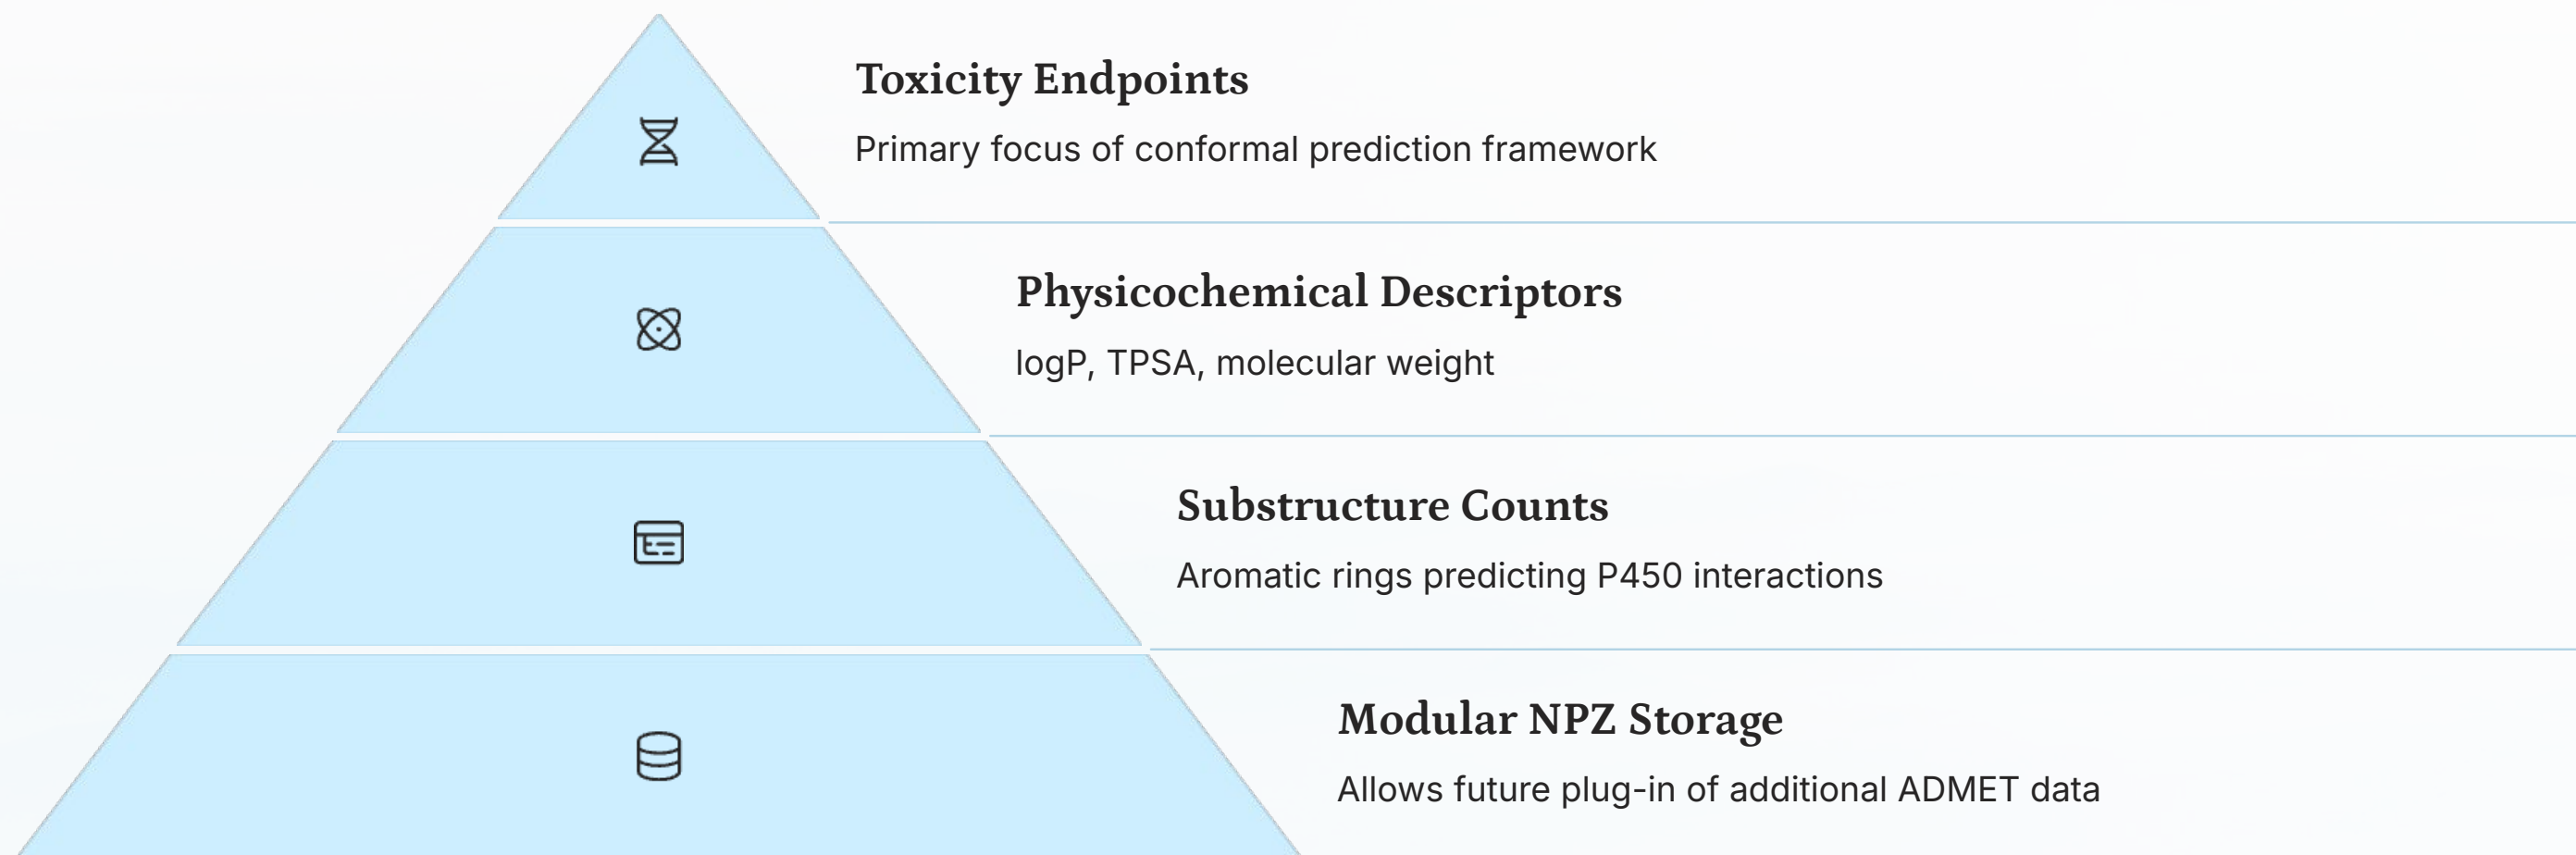 Toxicity Endpoints
Primary focus of conformal prediction framework
Physicochemical Descriptors
logP, TPSA, molecular weight
Substructure Counts
Aromatic rings predicting P450 interactions
Modular NPZ Storage
Allows future plug-in of additional ADMET data